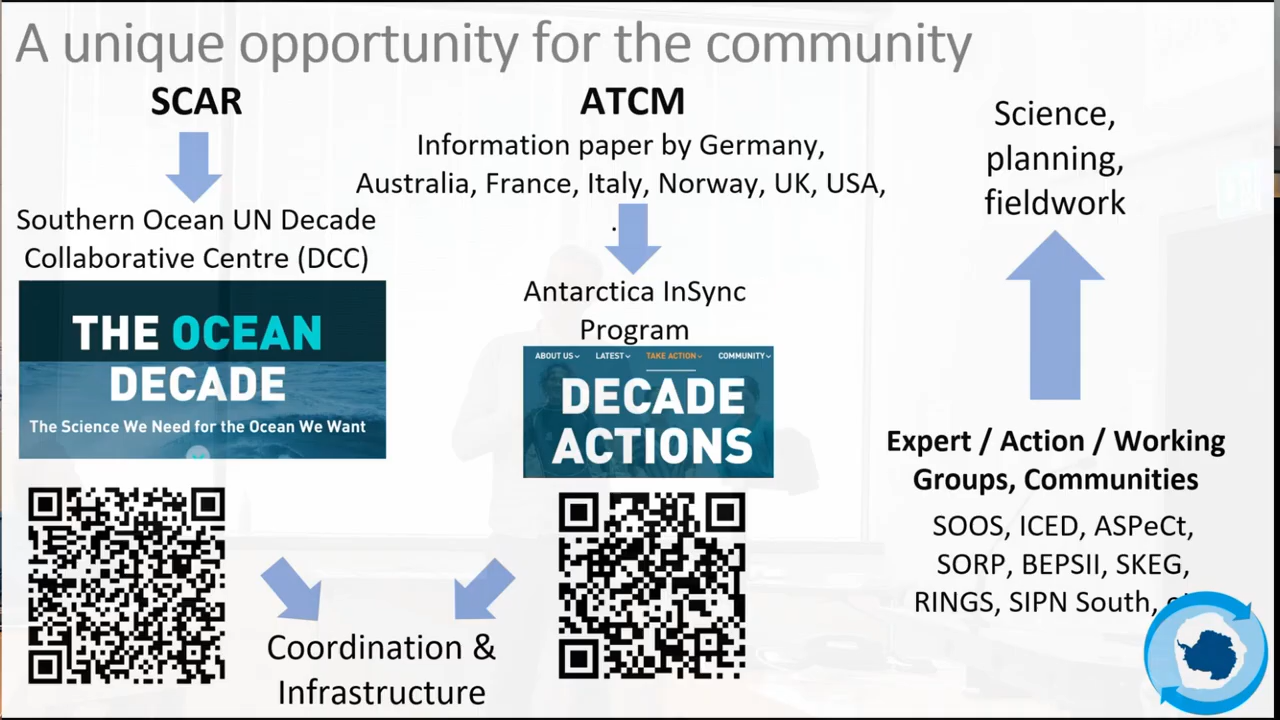 A unique opportunity for the community
SCAR
Southern Ocean UN Decade
Collaborative Centre (DCC)
THE OCEAN
DECADE
The Science We Need for the Ocean We Want
ATCM
Information paper by Germany,
Australia, France, Italy, Norway, UK, USA,
.
Antarctica InSync
Program
ABOUT US LATEST TAKE ACTION COMMUNITY
DECADE
ACTIONS
Coordination &
Infrastructure
Science,
planning,
fieldwork
Expert / Action / Working
Groups, Communities
SOOS, ICED, ASPeCt,
SORP, BEPSII, SKEG,
RINGS, SIPN South,